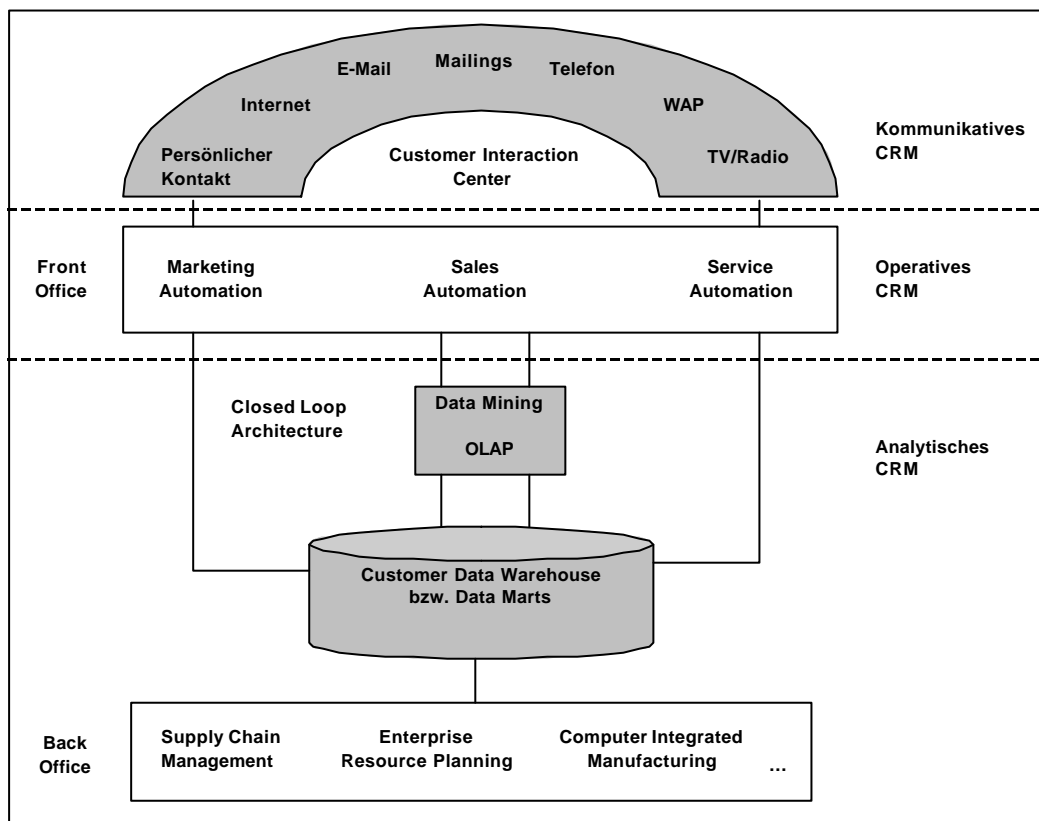 Mailings
E-Mail
Telefon
Internet
WAP
Persönlicher
Kontakt
Customer Interaction
Center
TV/Radio
Kommunikatives
CRM
Front
Office
Marketing
Automation
Sales
Automation
Service
Automation
Operatives
CRM
Closed Loop
Architecture
Data Mining
OLAP
Analytisches
CRM
Customer Data Warehouse
bzw. Data Marts
Back
Office
Supply Chain
Management
Enterprise
Resource Planning
Computer Integrated
Manufacturing
...